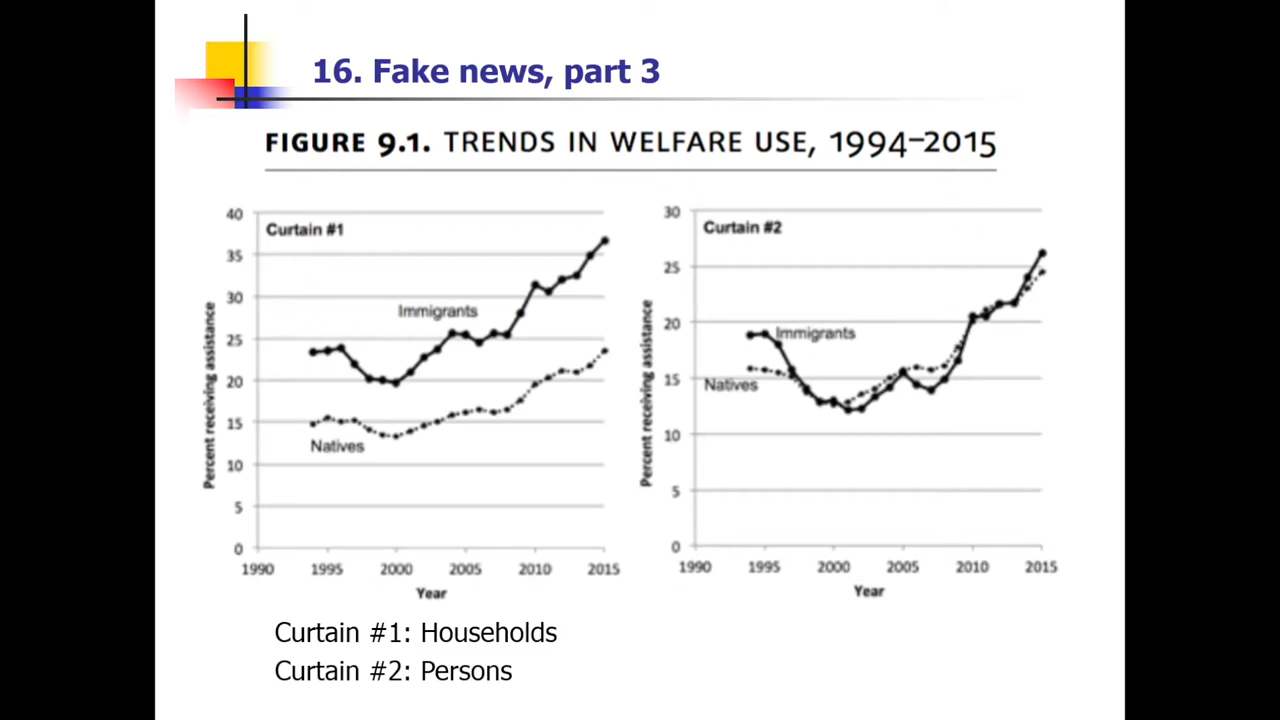 16. Fake news, part 3
FIGURE 9.1. TRENDS IN WELFARE USE, 1994–2015
Curtain #1
40
35
30
25
20
15
10
5
0
Percent receiving assistance
Immigrants
Natives
1990 1995 2000 2005 2010 2015
Year
Curtain #2
30
25
20
15
10
5
0
Percent receiving assistance
Immigrants
Natives
1990 1995 2000 2005 2010 2015
Year
Curtain #1: Households
Curtain #2: Persons